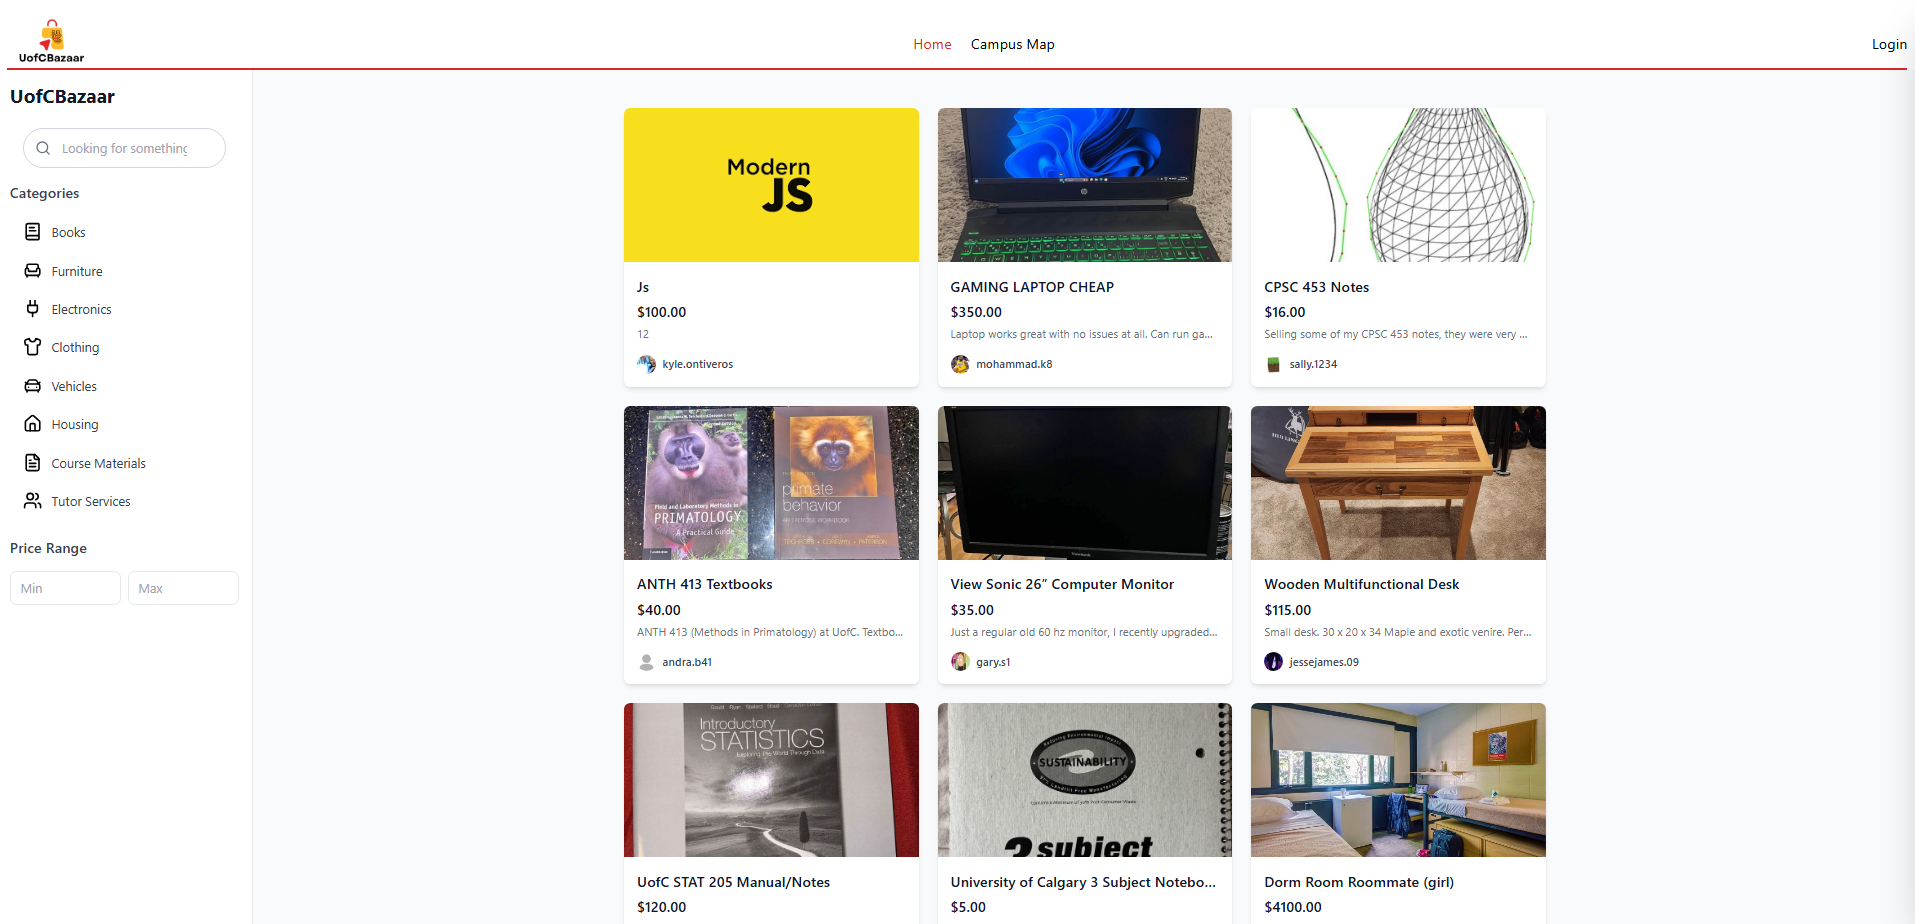 UofCBazaar
Home
Campus Map
Login
UofCBazaar
Looking for something
Categories
Books
Furniture
Electronics
Clothing
Vehicles
Housing
Course Materials
Tutor Services
Price Range
Min
Max
Modern
JS
Js
$100.00
12
kyle.ontiveros
GAMING LAPTOP CHEAP
$350.00
Laptop works great with no issues at all. Can run ga...
mohammad.k8
CPSC 453 Notes
$16.00
Selling some of my CPSC 453 notes, they were very ...
sally.1234
Field and Laboratory Methods in
PRIMATOLOGY
A Practical Guide
primate
behavior
ANTH 413 Textbooks
$40.00
ANTH 413 (Methods in Primatology) at UofC. Textbo...
andra.b41
View Sonic 26” Computer Monitor
$35.00
Just a regular old 60 hz monitor, I recently upgraded...
gary.s1
Wooden Multifunctional Desk
$115.00
Small desk. 30 x 20 x 34 Maple and exotic venire. Per...
jessejames.09
Introductory
STATISTICS
Exploring the World Through Data
UofC STAT 205 Manual/Notes
$120.00
SUSTAINABILITY
3 subject
University of Calgary 3 Subject Notebo...
$5.00
Dorm Room Roommate (girl)
$4100.00